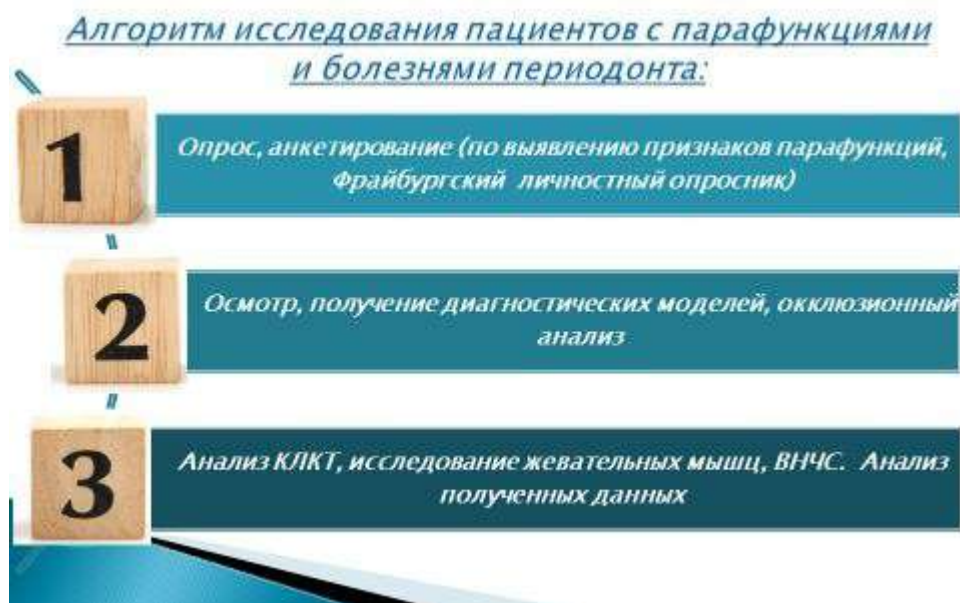 Алгоритм исследования пациентов с парафункциями
и болезнями периодонта:
1
Опрос, анкетирование (по выявлению признаков парафункций,
Фрайбургский личностный опросник)
2
Осмотр, получение диагностических моделей, окклюзионный
анализ
3
Анализ КЛКТ, исследование жевательных мышц, ВНЧС. Анализ
полученных данных